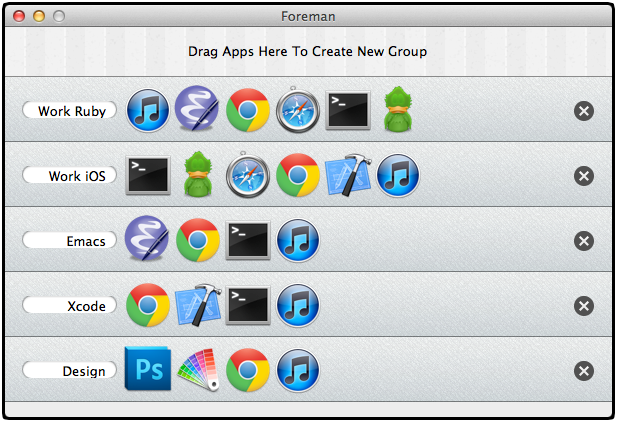 Foreman
Drag Apps Here To Create New Group
Work Ruby
>_
Work iOS
>_
Emacs
>_
Xcode
>_
Design
Ps